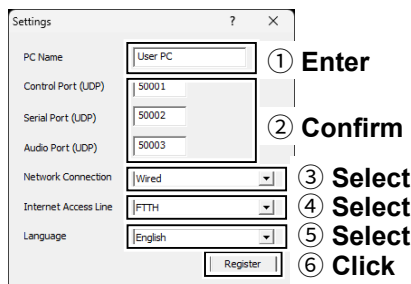 Settings ? ×
PC Name User PC ① Enter
Control Port (UDP) 50001
Serial Port (UDP) 50002 ② Confirm
Audio Port (UDP) 50003
Network Connection Wired ③ Select
Internet Access Line FTTH ④ Select
Language English ⑤ Select
Register ⑥ Click